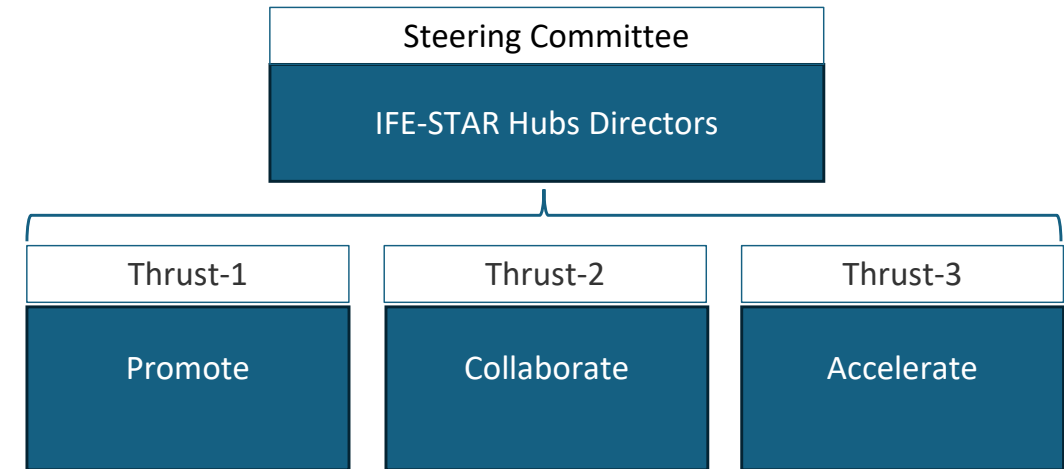 Steering Committee
IFE-STAR Hubs Directors
Thrust-1
Thrust-2
Thrust-3
Promote
Collaborate
Accelerate